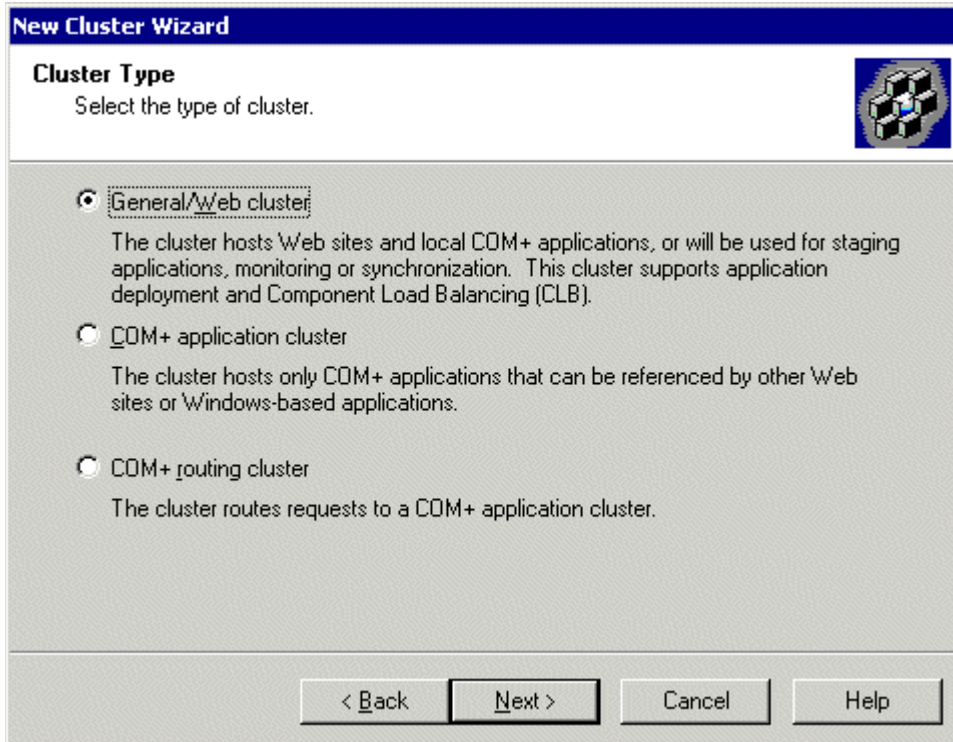 New Cluster Wizard
Cluster Type
Select the type of cluster.
General/Web cluster
The cluster hosts Web sites and local COM+ applications, or will be used for staging
applications, monitoring or synchronization.  This cluster supports application
deployment and Component Load Balancing (CLB).
COM+ application cluster
The cluster hosts only COM+ applications that can be referenced by other Web
sites or Windows-based applications.
COM+ routing cluster
The cluster routes requests to a COM+ application cluster.
< Back
Next >
Cancel
Help